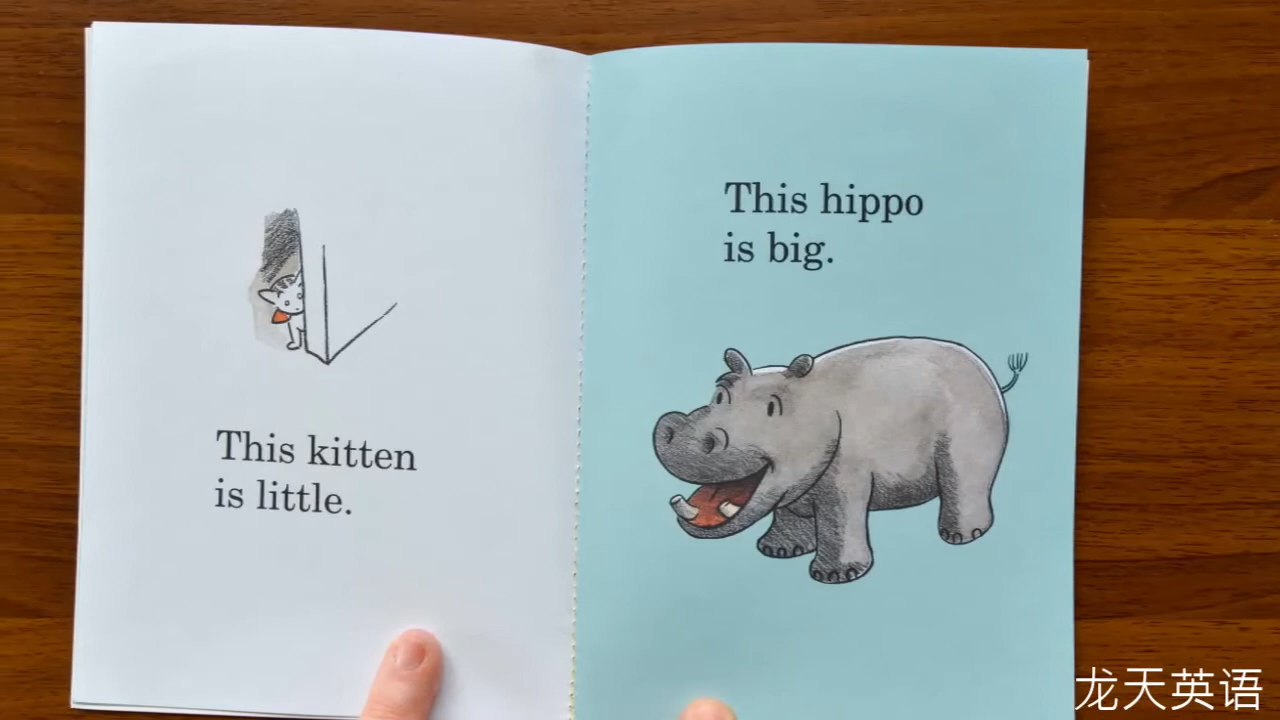 This kitten
is little.
This hippo
is big.
龙天英语